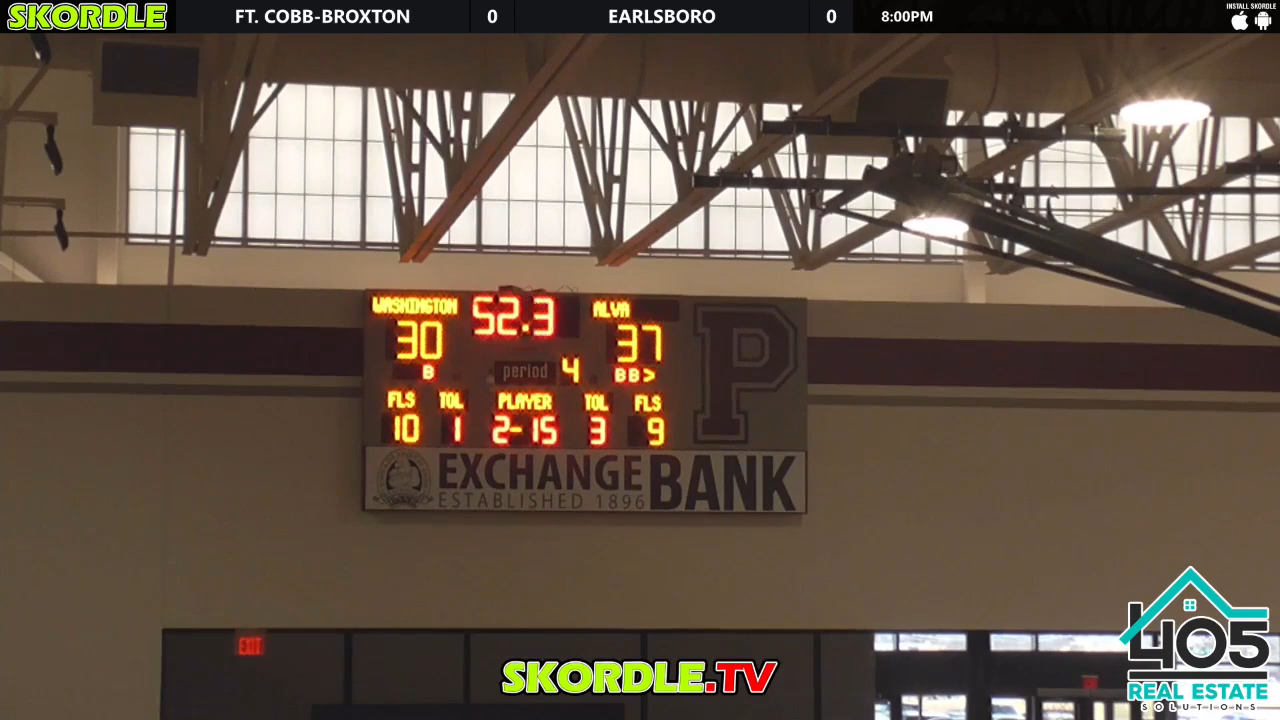 SKORDLE FT. COBB-BROXTON 0 EARLSBORO 0 8:00PM INSTALL SKORDLE
WASHINGTON 52.3 ALVA
30 37
B period 4 BB>
FLS TOL PLAYER TOL FLS
10 1 2-15 3 9
P
EXCHANGE BANK
ESTABLISHED 1896
EXIT
SKORDLE.TV
405
REAL ESTATE
SOLUTIONS